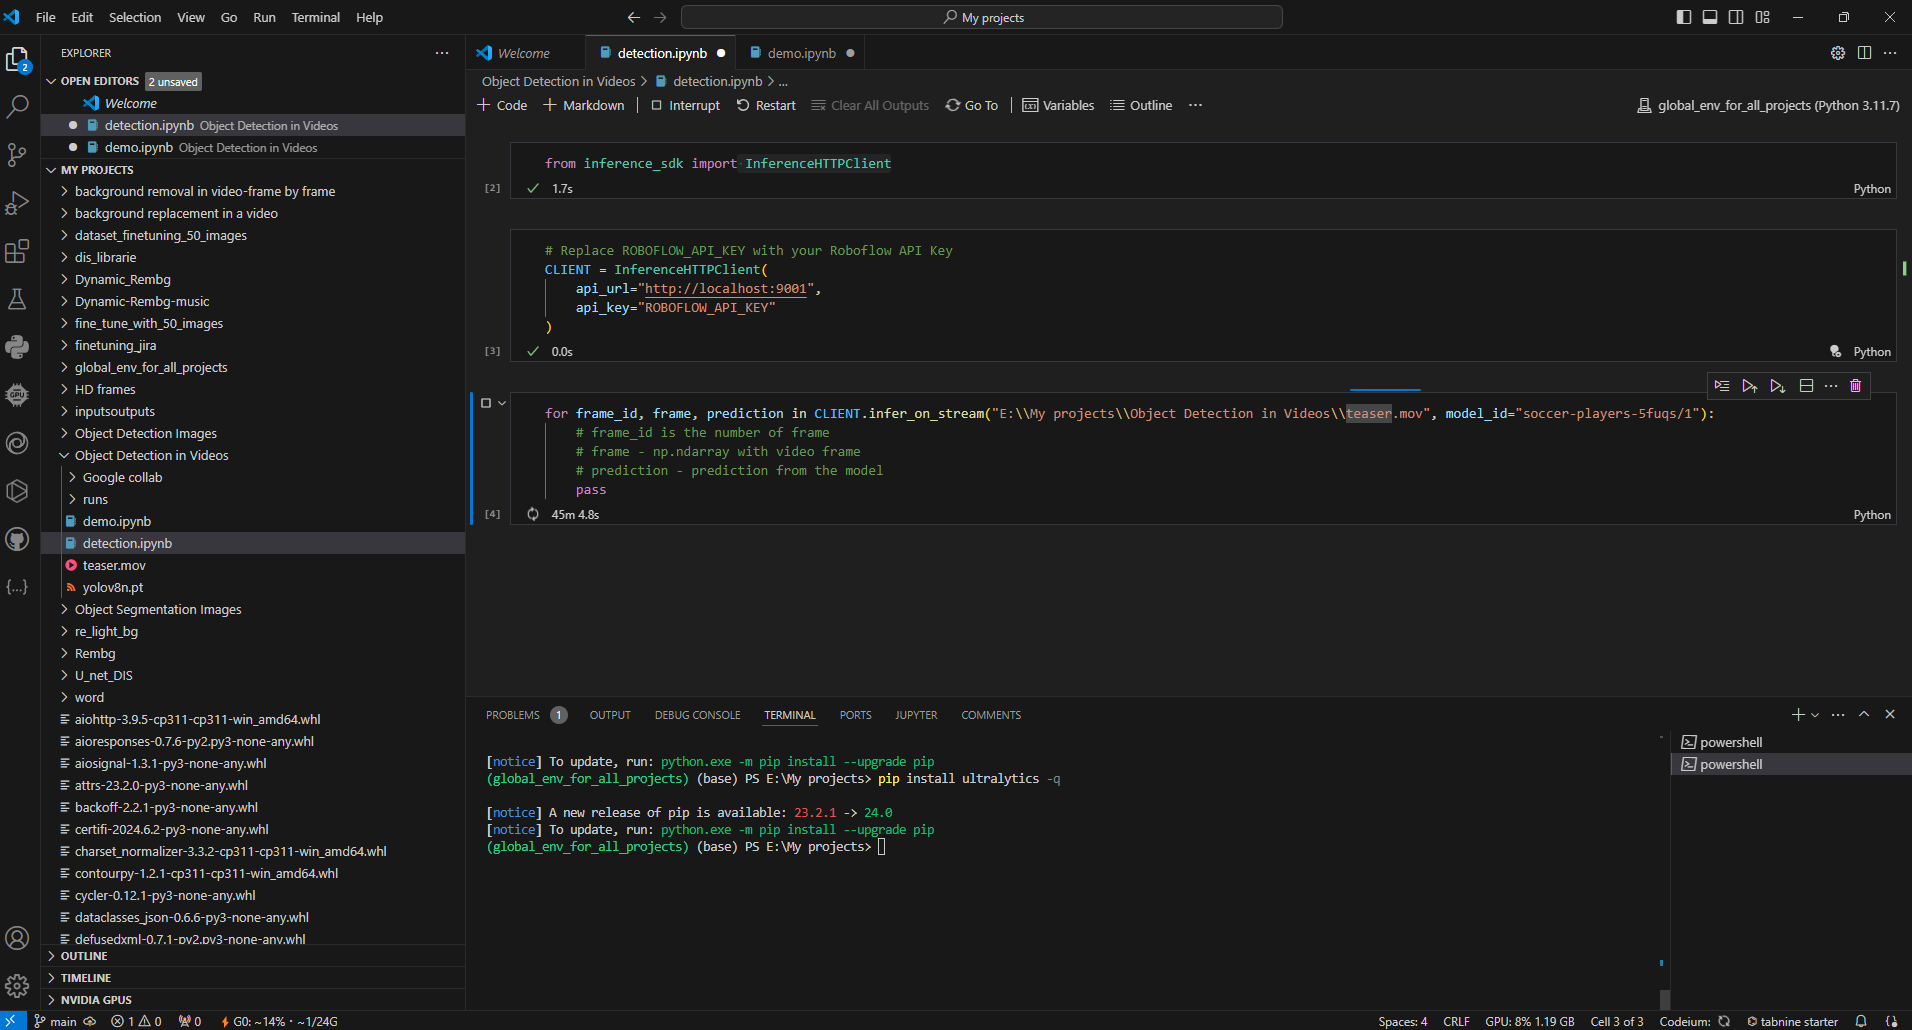 File Edit Selection View Go Run Terminal Help
My projects
EXPLORER
Welcome
detection.ipynb
demo.ipynb
OPEN EDITORS 2 unsaved
Welcome
detection.ipynb Object Detection in Videos
demo.ipynb Object Detection in Videos
MY PROJECTS
background removal in video-frame by frame
background replacement in a video
dataset_finetuning_50_images
dis_librarie
Dynamic_Rembg
Dynamic-Rembg-music
fine_tune_with_50_images
finetuning_jira
global_env_for_all_projects
HD frames
inputsoutputs
Object Detection Images
Object Detection in Videos
Google collab
runs
demo.ipynb
detection.ipynb
teaser.mov
yolov8n.pt
Object Segmentation Images
re_light_bg
Rembg
U_net_DIS
word
aiohttp-3.9.5-cp311-cp311-win_amd64.whl
aioresponses-0.7.6-py2.py3-none-any.whl
aiosignal-1.3.1-py3-none-any.whl
attrs-23.2.0-py3-none-any.whl
backoff-2.2.1-py3-none-any.whl
certifi-2024.6.2-py3-none-any.whl
charset_normalizer-3.3.2-cp311-cp311-win_amd64.whl
contourpy-1.2.1-cp311-cp311-win_amd64.whl
cycler-0.12.1-py3-none-any.whl
dataclasses_json-0.6.6-py3-none-any.whl
defusedxml-0.7.1-py2.py3-none-any.whl
OUTLINE
TIMELINE
NVIDIA GPUS
2
GPU
{...}
Object Detection in Videos > detection.ipynb > ...
+ Code + Markdown Interrupt Restart Clear All Outputs Go To Variables Outline ...
global_env_for_all_projects (Python 3.11.7)
from inference_sdk import InferenceHTTPClient
[2] 1.7s Python
# Replace ROBOFLOW_API_KEY with your Roboflow API Key
CLIENT = InferenceHTTPClient(
api_url="http://localhost:9001",
api_key="ROBOFLOW_API_KEY"
)
[3] 0.0s Python
for frame_id, frame, prediction in CLIENT.infer_on_stream("E:\\My projects\\Object Detection in Videos\\teaser.mov", model_id="soccer-players-5fuqs/1"):
# frame_id is the number of frame
# frame - np.ndarray with video frame
# prediction - prediction from the model
pass
[4] 45m 4.8s Python
PROBLEMS 1 OUTPUT DEBUG CONSOLE TERMINAL PORTS JUPYTER COMMENTS
[notice] To update, run: python.exe -m pip install --upgrade pip
(global_env_for_all_projects) (base) PS E:\My projects> pip install ultralytics -q
[notice] A new release of pip is available: 23.2.1 -> 24.0
[notice] To update, run: python.exe -m pip install --upgrade pip
(global_env_for_all_projects) (base) PS E:\My projects>
powershell
powershell
main 1 0 0 G0: ~14% · ~1/24G
Spaces: 4 CRLF GPU: 8% 1.19 GB Cell 3 of 3 Codeium: tabnine starter